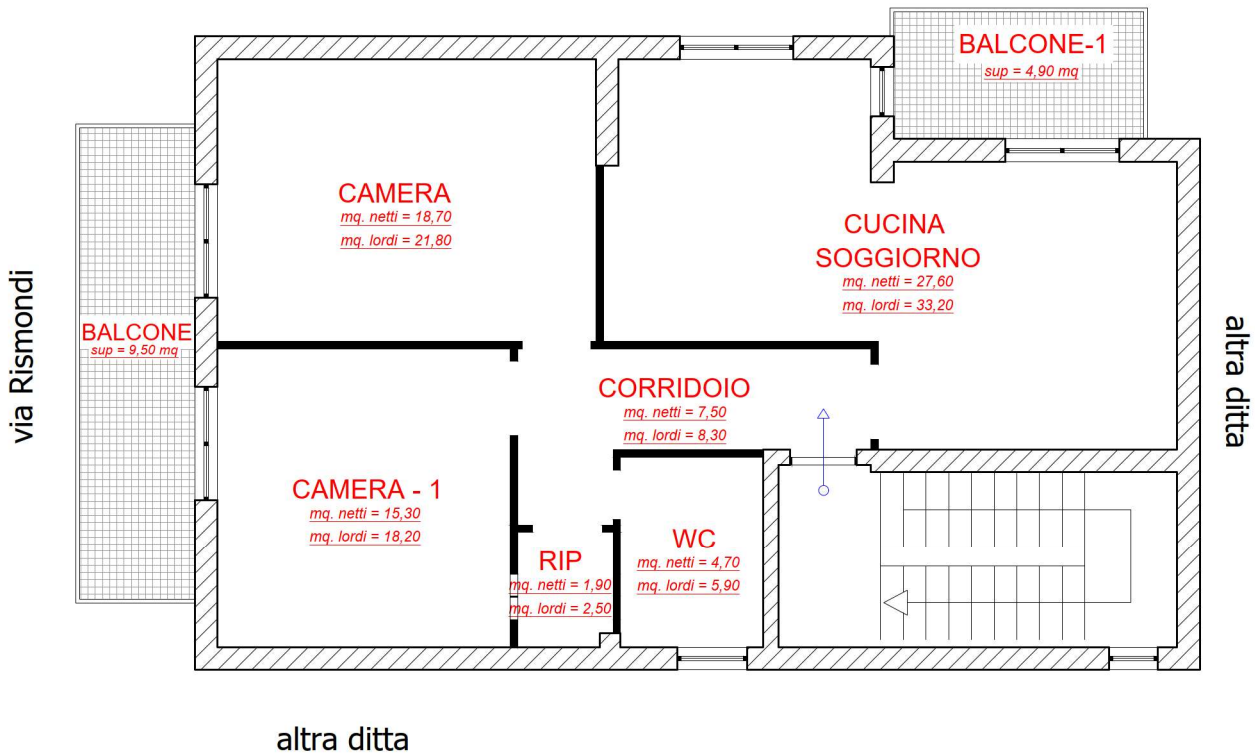 BALCONE-1
sup = 4,90 mq
CAMERA
mq. netti = 18,70
mq. lordi = 21,80
CUCINA
SOGGIORNO
mq. netti = 27,60
mq. lordi = 33,20
via Rismondi
BALCONE
sup = 9,50 mq
altra
ditta
CORRIDOIO
mq. netti = 7,50
mq. lordi = 8,30
CAMERA - 1
mq. netti = 15,30
mq. lordi = 18,20
RIP
mq. netti = 1,90
mq. lordi = 2,50
WC
mq. netti = 4,70
mq. lordi = 5,90
altra ditta